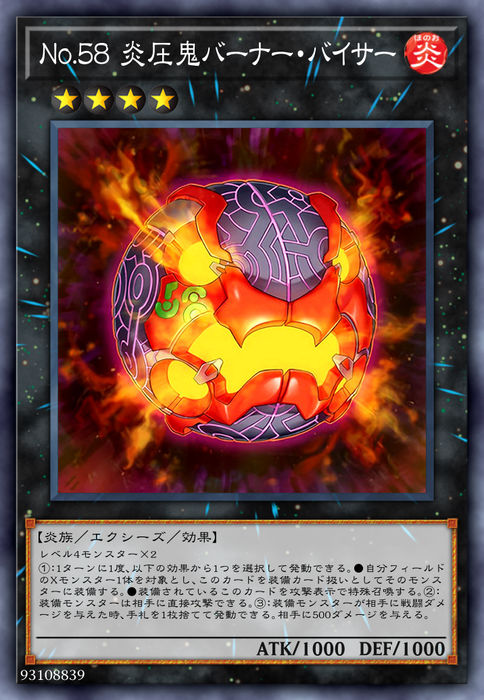 No.58 炎圧鬼バーナー・バイサー
ほのお
炎
58
【炎族／エクシーズ／効果】
レベル4モンスター×2
①：1ターンに1度、以下の効果から1つを選択して発動できる。●自分フィールド
のXモンスター1体を対象とし、このカードを装備カード扱いとしてそのモンス
ターに装備する。●装備されているこのカードを攻撃表示で特殊召喚する。②：
装備モンスターは相手に直接攻撃できる。③：装備モンスターが相手に戦闘ダメ
ージを与えた時、手札を1枚捨てて発動できる。相手に500ダメージを与える。
ATK/1000 DEF/1000
93108839